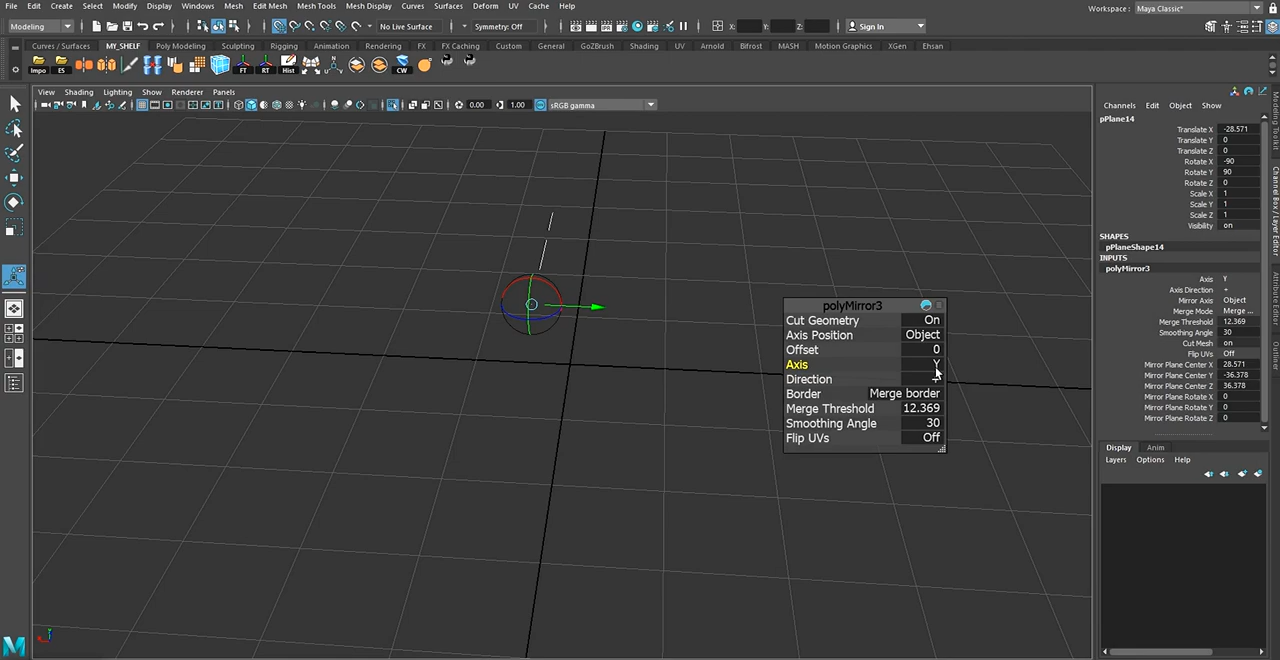 File Edit Create Select Modify Display Windows Mesh Edit Mesh Mesh Tools Mesh Display Curves Surfaces Deform UV Cache Help
Workspace : Maya Classic*
Modeling No Live Surface Symmetry: Off X: Y: Z: Sign In
Curves / Surfaces MY_SHELF Poly Modeling Sculpting Rigging Animation Rendering FX FX Caching Custom General GoZBrush Shading UV Arnold Bifrost MASH Motion Graphics XGen Ehsan
Impo ES FT RT Hist CW
View Shading Lighting Show Renderer Panels
0.00 1.00 sRGB gamma
polyMirror3
Cut Geometry On
Axis Position Object
Offset 0
Axis Y
Direction +
Border Merge border
Merge Threshold 12.369
Smoothing Angle 30
Flip UVs Off
Channels Edit Object Show
pPlane14
Translate X -28.571
Translate Y 0
Translate Z 0
Rotate X -90
Rotate Y 90
Rotate Z 0
Scale X 1
Scale Y 1
Scale Z 1
Visibility on
SHAPES
pPlaneShape14
INPUTS
polyMirror3
Axis Y
Axis Direction +
Mirror Axis Object
Merge Mode Merge ...
Merge Threshold 12.369
Smoothing Angle 30
Cut Mesh on
Flip UVs Off
Mirror Plane Center X 28.571
Mirror Plane Center Y -36.378
Mirror Plane Center Z 36.378
Mirror Plane Rotate X 0
Mirror Plane Rotate Y 0
Mirror Plane Rotate Z 0
Display Anim
Layers Options Help
Modeling Toolkit
Channel Box / Layer Editor
Attribute Editor
Outliner